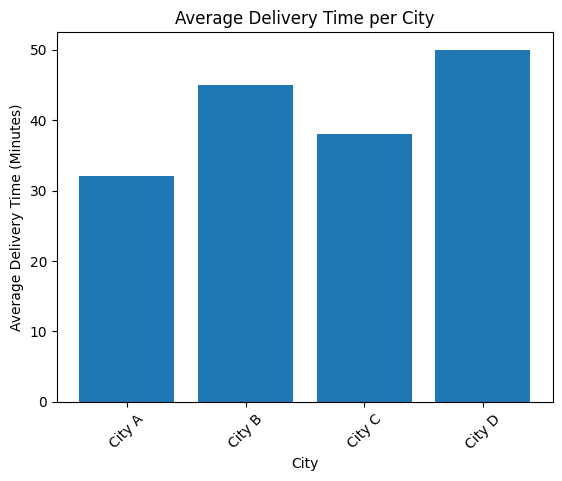 Average Delivery Time per City
Average Delivery Time (Minutes)
50
40
30
20
10
0
City A
City B
City C
City D
City